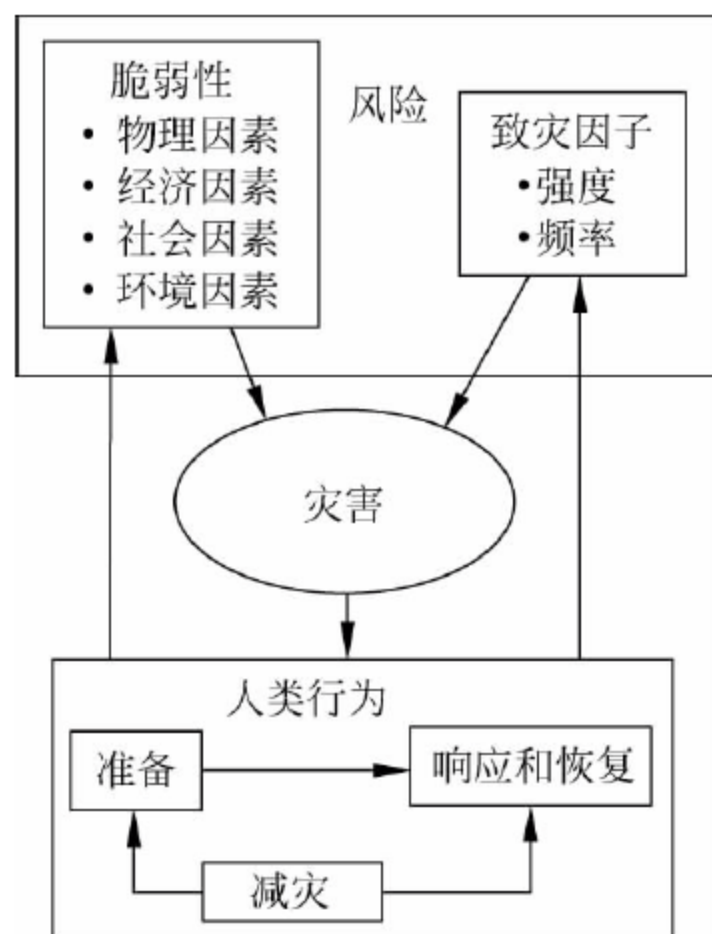 脆弱性
• 物理因素
• 经济因素
• 社会因素
• 环境因素
风险
致灾因子
•强度
•频率
灾害
人类行为
准备
响应和恢复
减灾